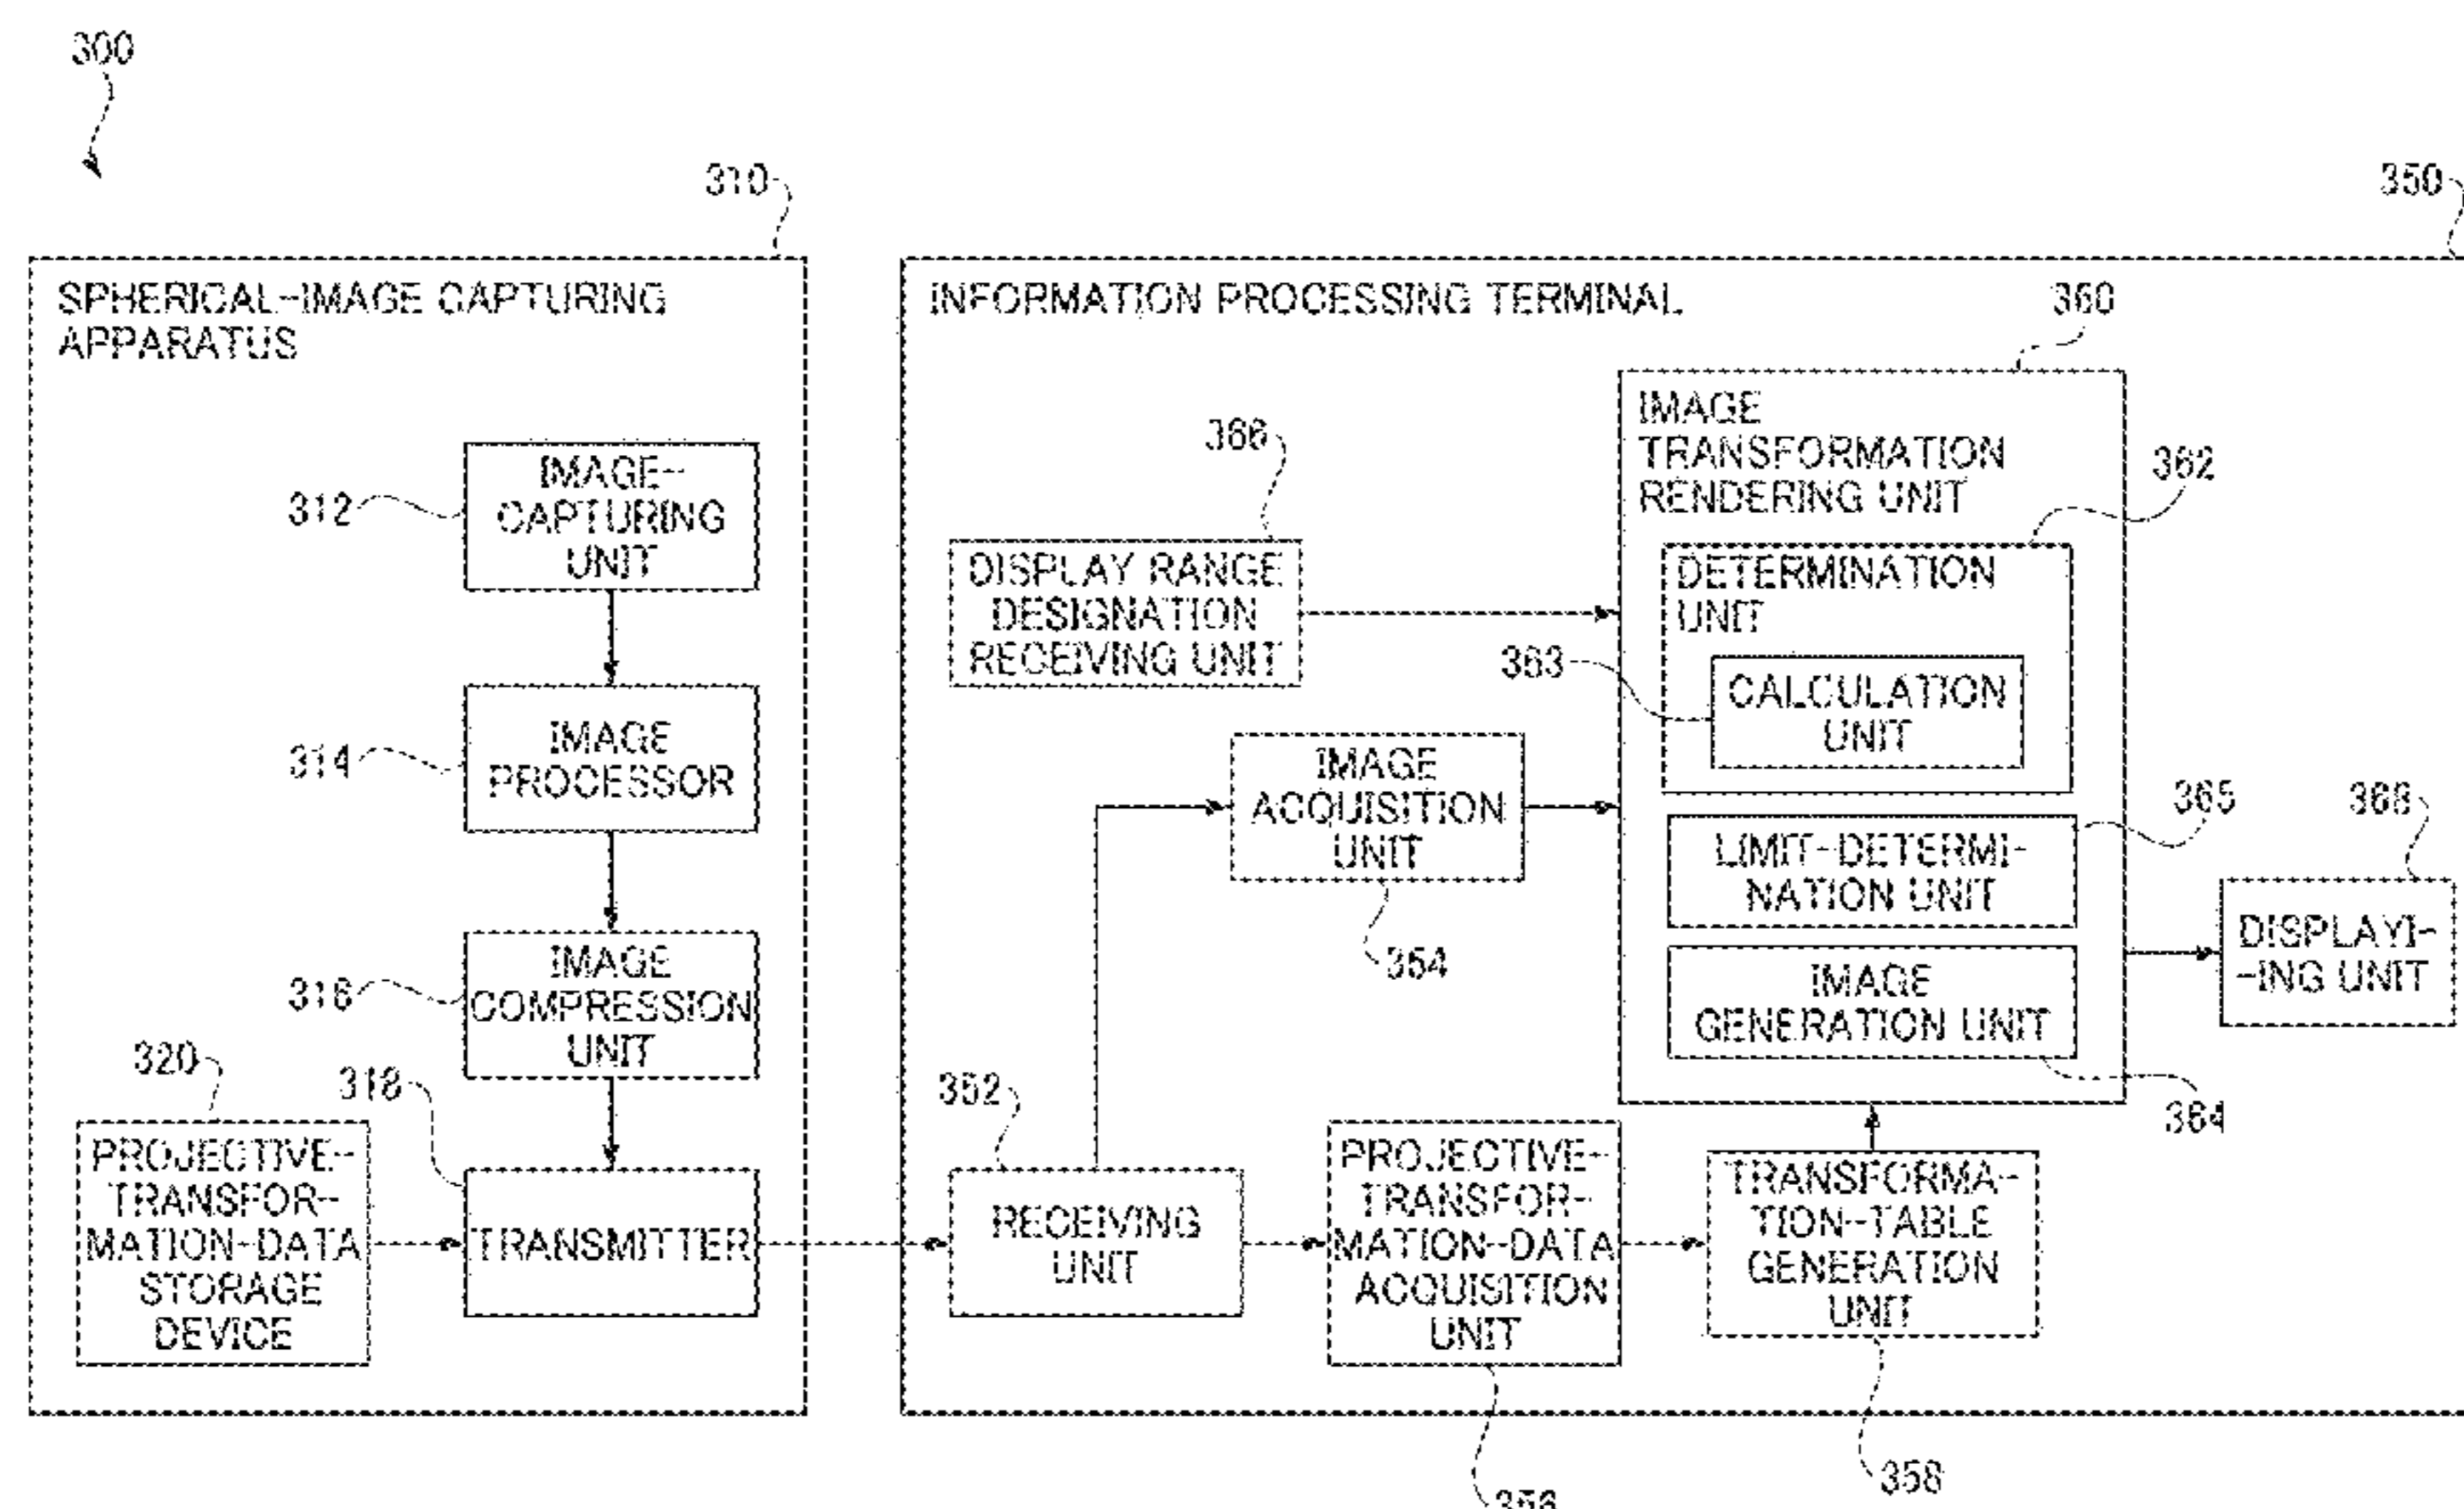 300
310
350
SPHERICAL-IMAGE CAPTURING
APPARATUS
312
IMAGE-
CAPTURING
UNIT
314
IMAGE
PROCESSOR
316
IMAGE
COMPRESSION
UNIT
320
318
PROJECTIVE-
TRANSFOR-
MATION-DATA
STORAGE
DEVICE
TRANSMITTER
INFORMATION PROCESSING TERMINAL
360
366
DISPLAY RANGE
DESIGNATION
RECEIVING UNIT
IMAGE
TRANSFORMATION
RENDERING UNIT
362
DETERMINATION
UNIT
363
CALCULATION
UNIT
IMAGE
ACQUISITION
UNIT
354
365
LIMIT-DETERMI-
NATION UNIT
IMAGE
GENERATION UNIT
364
368
DISPLAYI-
-ING UNIT
352
RECEIVING
UNIT
PROJECTIVE-
TRANSFOR-
MATION-DATA
ACQUISITION
UNIT
356
TRANSFORMA-
TION-TABLE
GENERATION
UNIT
358